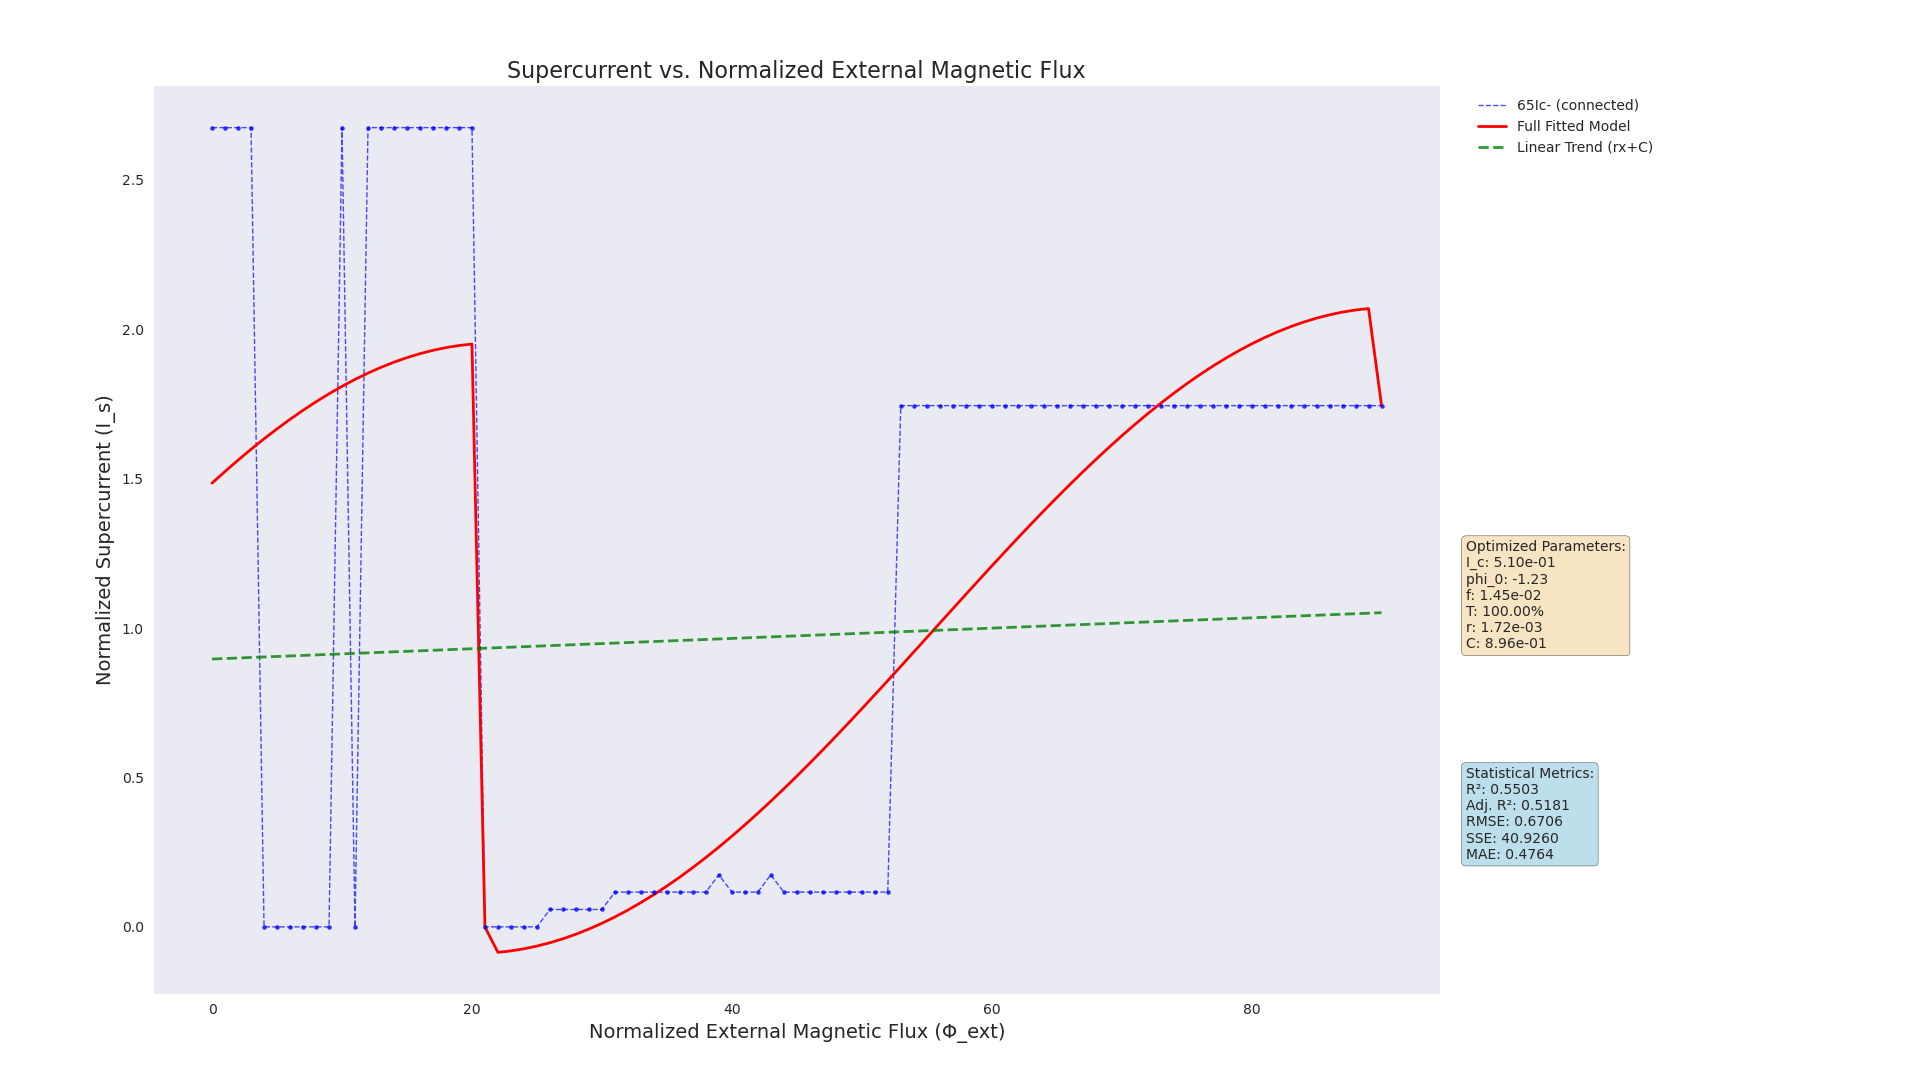 Supercurrent vs. Normalized External Magnetic Flux
65Ic- (connected)
Full Fitted Model
Linear Trend (rx+C)
2.5
2.0
1.5
1.0
0.5
0.0
Normalized Supercurrent (I_s)
0
20
40
60
80
Normalized External Magnetic Flux (Φ_ext)
Optimized Parameters:
I_c: 5.10e-01
phi_0: -1.23
f: 1.45e-02
T: 100.00%
r: 1.72e-03
C: 8.96e-01
Statistical Metrics:
R²: 0.5503
Adj. R²: 0.5181
RMSE: 0.6706
SSE: 40.9260
MAE: 0.4764